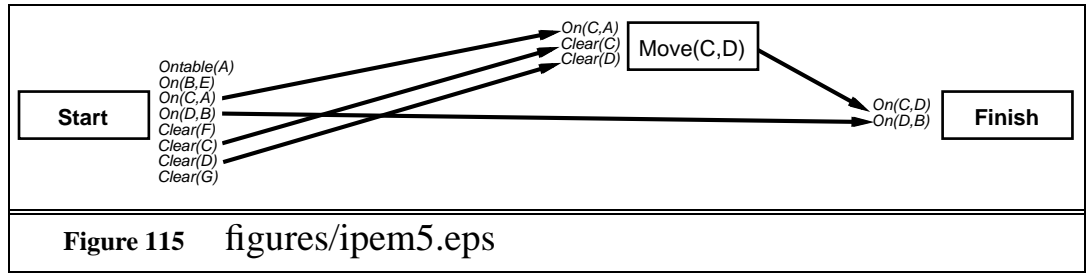 Start
Ontable(A)
On(B,E)
On(C,A)
On(D,B)
Clear(F)
Clear(C)
Clear(D)
Clear(G)
On(C,A)
Clear(C)
Clear(D)
Move(C,D)
On(C,D)
On(D,B)
Finish
Figure 115 figures/ipem5.eps